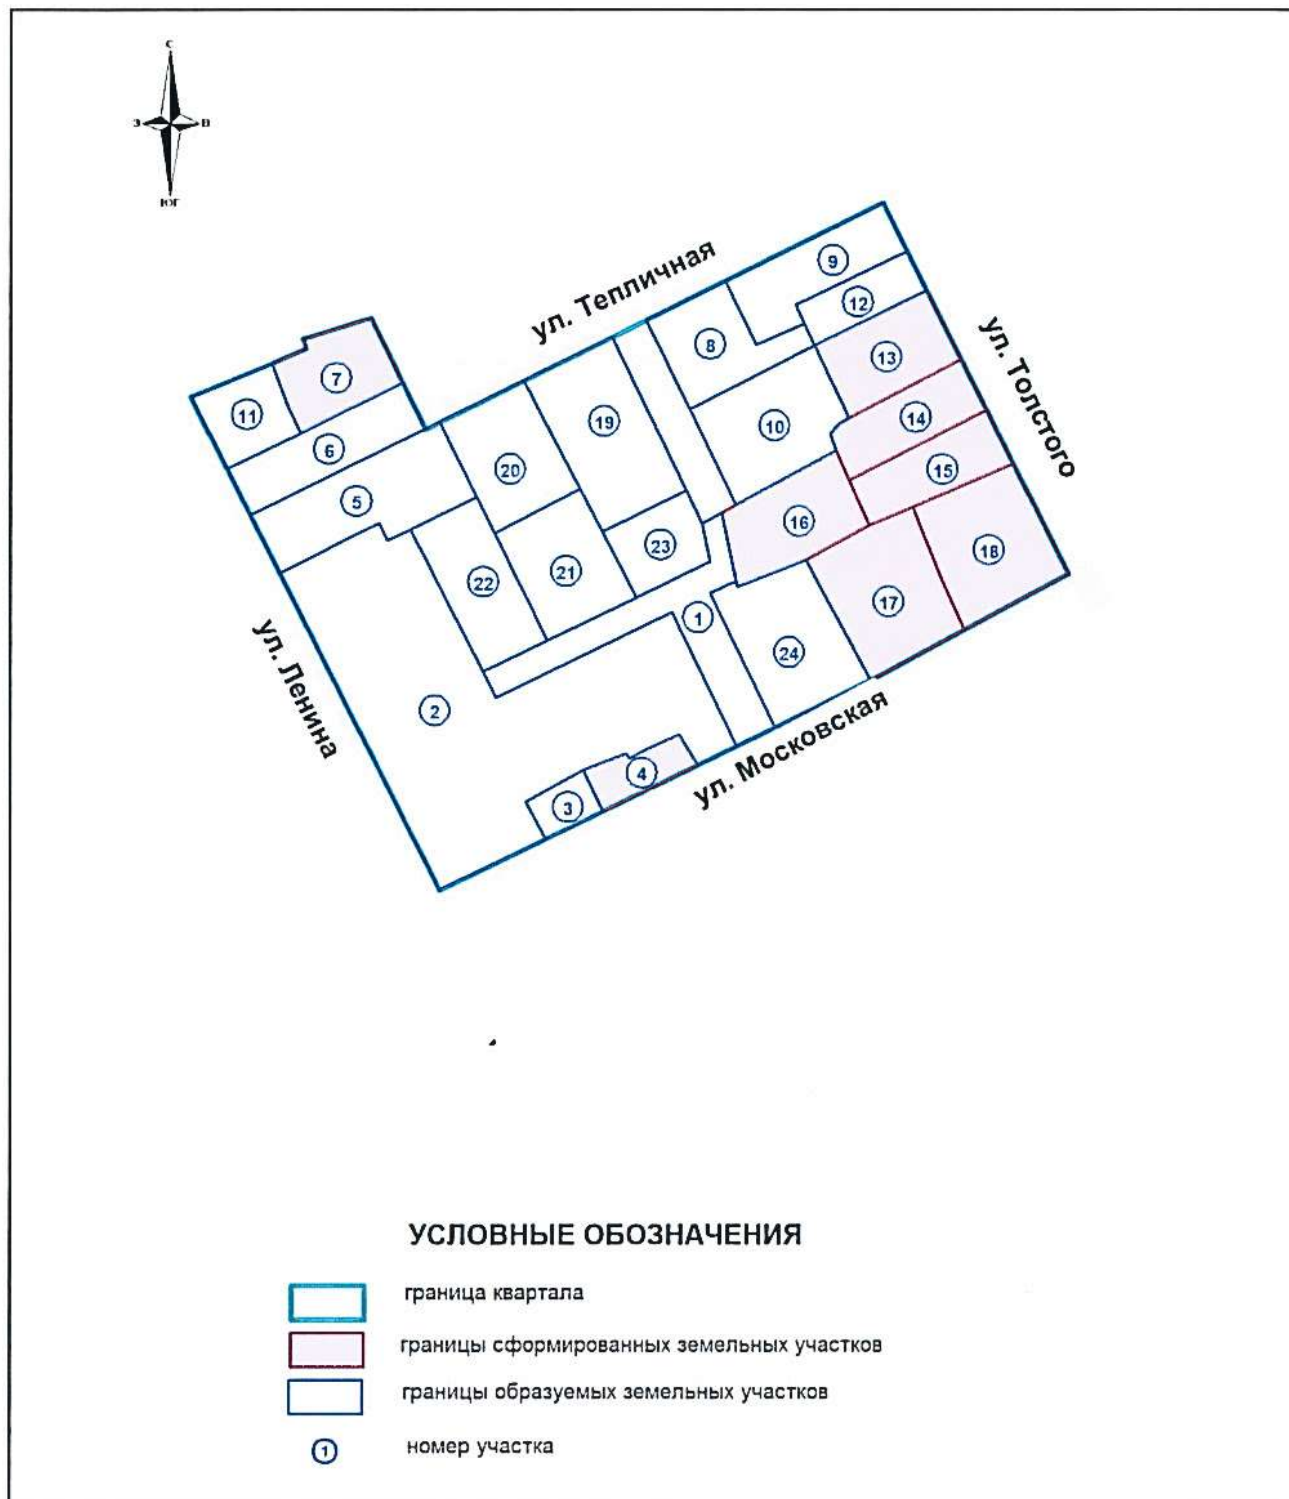 С
З В
ЮГ
ул. Тепличная
9
12
8
13
ул. Толстого
7
11
19
14
10
6
20
15
5
16
23
18
21
22
17
1
24
ул. Ленина
2
4
3
ул. Московская
УСЛОВНЫЕ ОБОЗНАЧЕНИЯ
граница квартала
границы сформированных земельных участков
границы образуемых земельных участков
1 номер участка